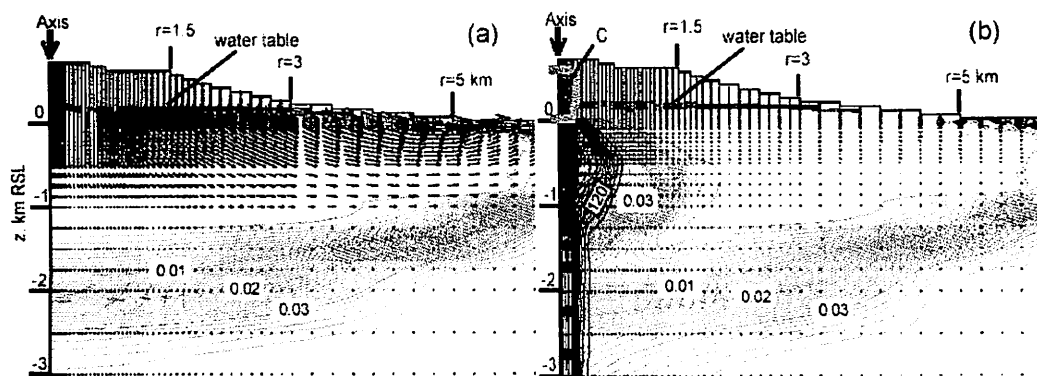 Axis
r=1.5
water table
r=3
(a)
r=5 km
0
-1
-2
-3
z. km RSL
0.01
0.02
0.03
Axis
C
r=1.5
water table
r=3
(b)
r=5 km
0
-1
-2
-3
120
0.03
0.01
0.02
0.03